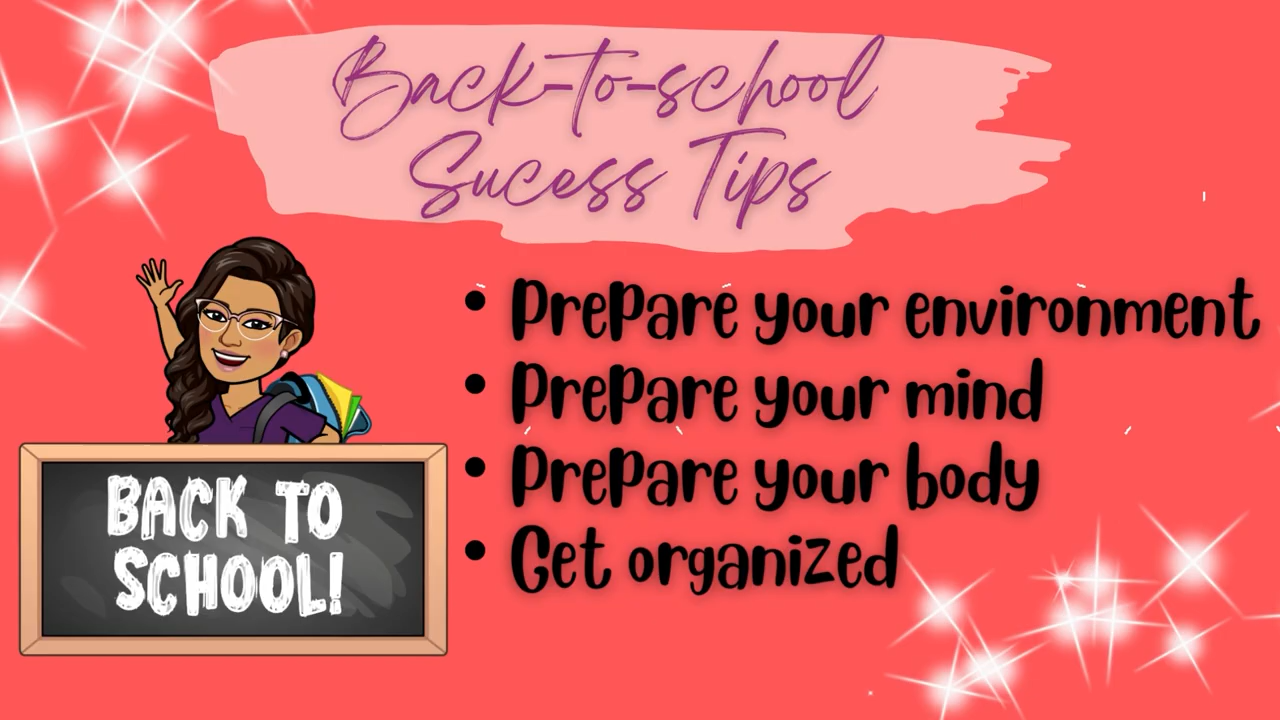 Back-to-school
Sucess Tips
• Prepare your environment
• Prepare your mind
• Prepare your body
• Get organized
BACK TO
SCHOOL!